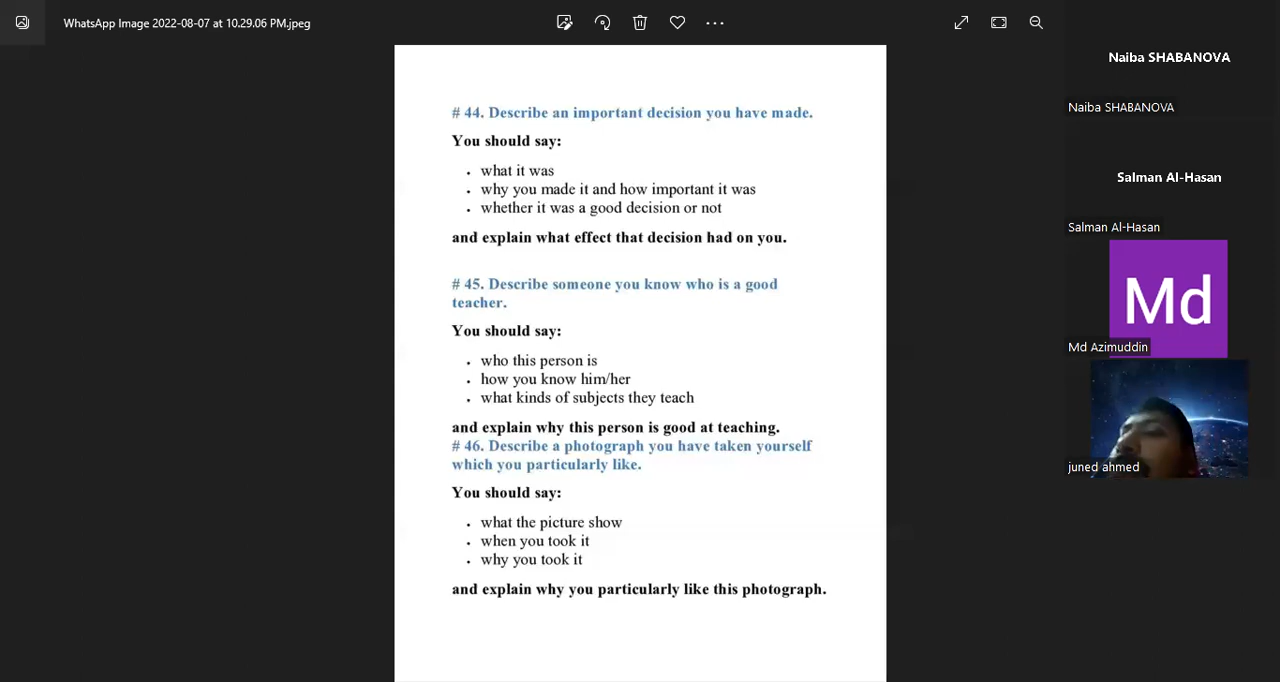 WhatsApp Image 2022-08-07 at 10.29.06 PM.jpeg
# 44. Describe an important decision you have made.
You should say:
• what it was
• why you made it and how important it was
• whether it was a good decision or not
and explain what effect that decision had on you.
# 45. Describe someone you know who is a good
teacher.
You should say:
• who this person is
• how you know him/her
• what kinds of subjects they teach
and explain why this person is good at teaching.
# 46. Describe a photograph you have taken yourself
which you particularly like.
You should say:
• what the picture show
• when you took it
• why you took it
and explain why you particularly like this photograph.
Naiba SHABANOVA
Naiba SHABANOVA
Salman Al-Hasan
Salman Al-Hasan
Md
Md Azimuddin
juned ahmed